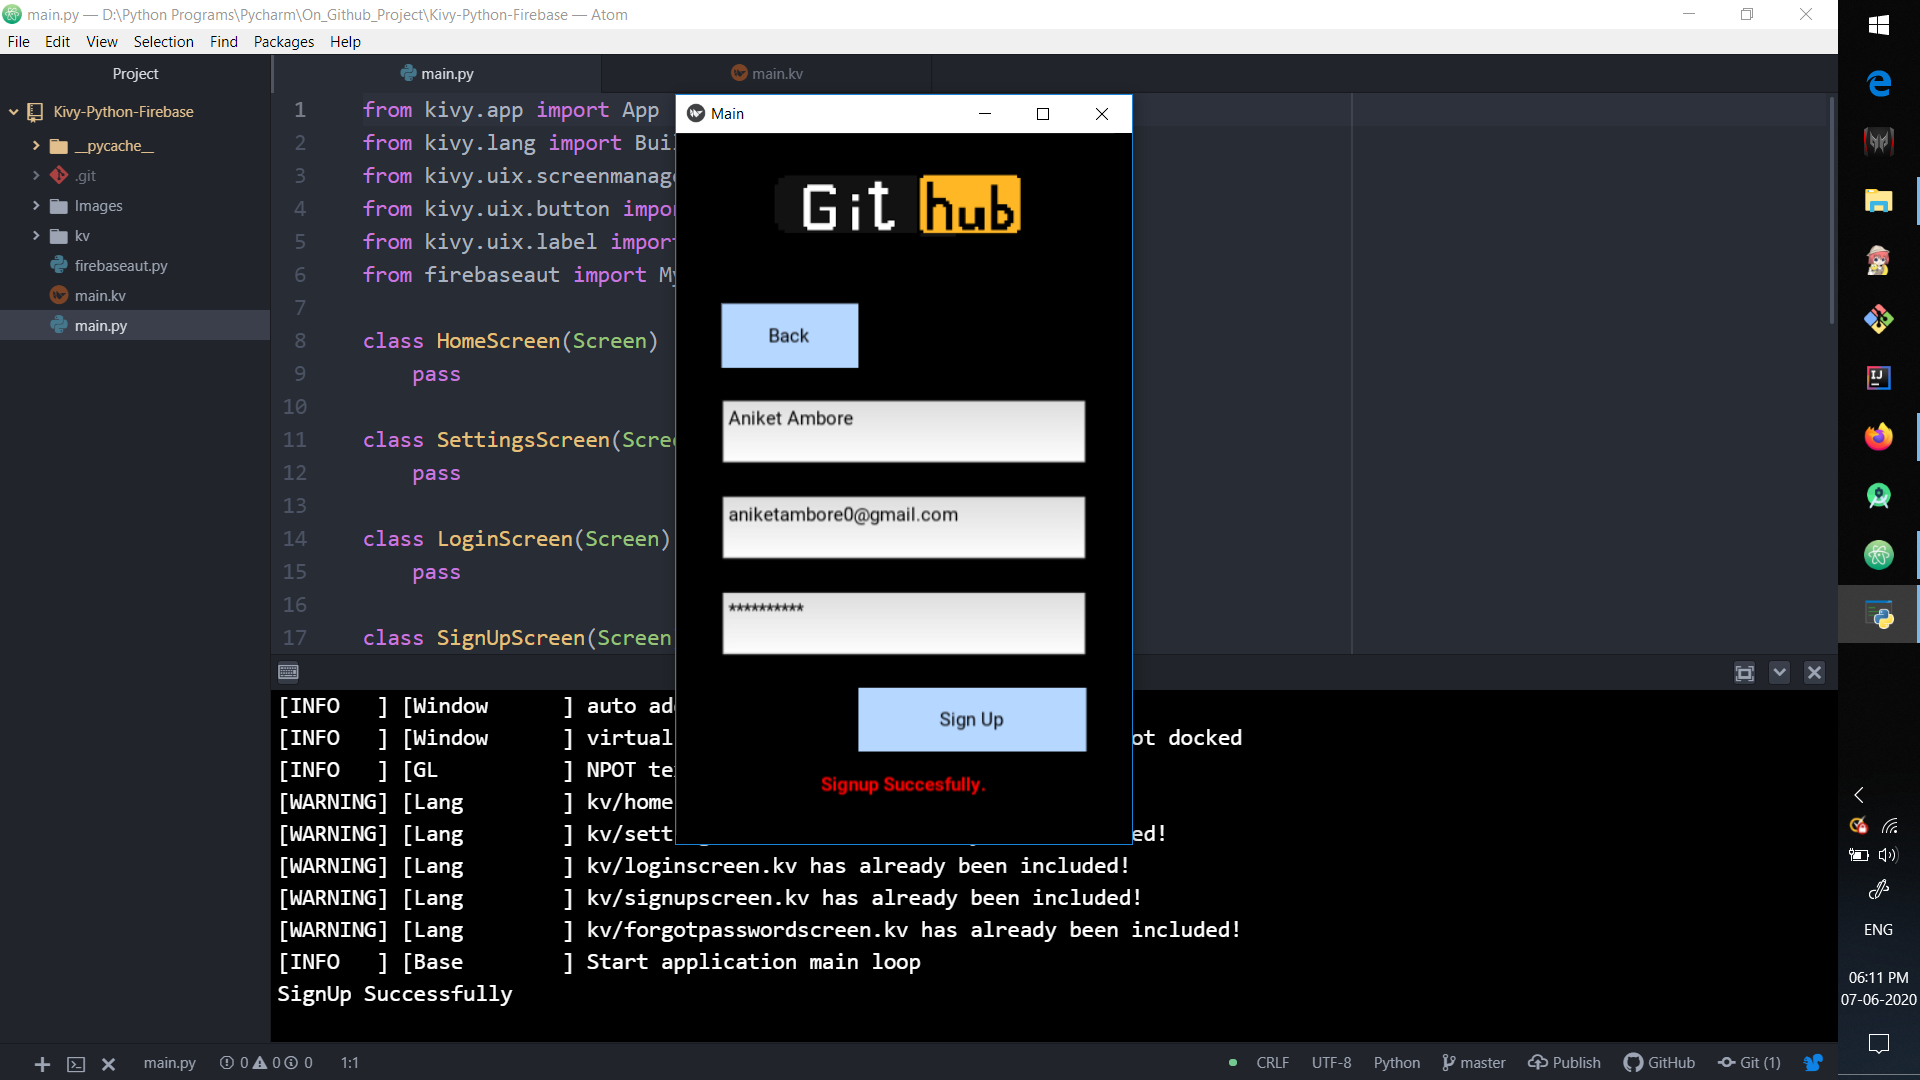 main.py — D:\Python Programs\Pycharm\On_Github_Project\Kivy-Python-Firebase — Atom
File Edit View Selection Find Packages Help
Project
Kivy-Python-Firebase
__pycache__
.git
Images
kv
firebaseaut.py
main.kv
main.py
main.py main.kv
1 from kivy.app import App
2 from kivy.lang import Bui
3 from kivy.uix.screenmanage
4 from kivy.uix.button impor
5 from kivy.uix.label import
6 from firebaseaut import My
7
8 class HomeScreen(Screen)
9 pass
10
11 class SettingsScreen(Scree
12 pass
13
14 class LoginScreen(Screen)
15 pass
16
17 class SignUpScreen(Screen
Main
Git hub
Back
Aniket Ambore
aniketambore0@gmail.com
**********
Sign Up
Signup Succesfully.
[INFO ] [Window ] auto ad
[INFO ] [Window ] virtual ot docked
[INFO ] [GL ] NPOT te
[WARNING] [Lang ] kv/home
[WARNING] [Lang ] kv/sett ed!
[WARNING] [Lang ] kv/loginscreen.kv has already been included!
[WARNING] [Lang ] kv/signupscreen.kv has already been included!
[WARNING] [Lang ] kv/forgotpasswordscreen.kv has already been included!
[INFO ] [Base ] Start application main loop
SignUp Successfully
main.py 0 0 0 1:1
CRLF UTF-8 Python master Publish GitHub Git (1)
IJ
ENG
06:11 PM
07-06-2020